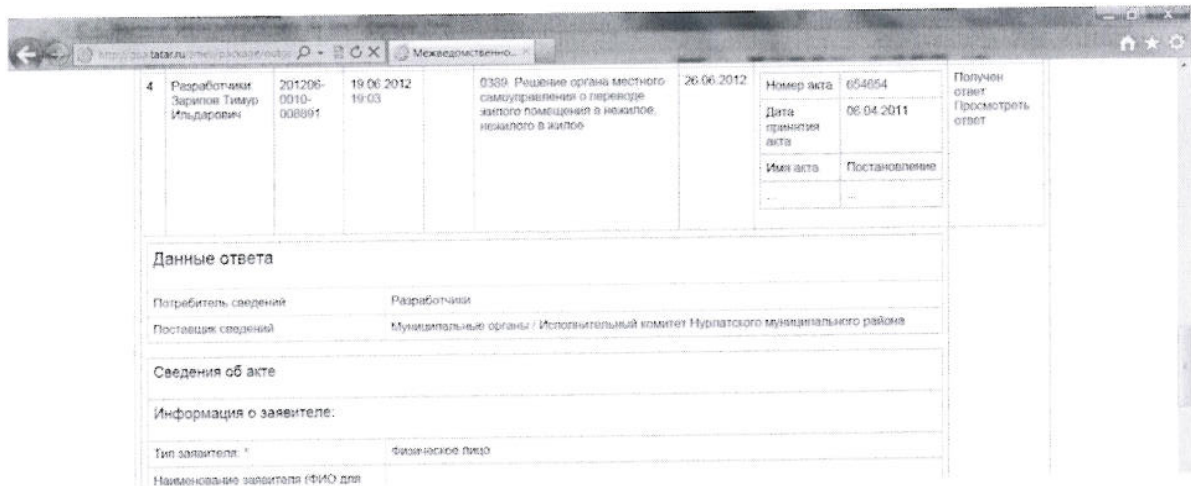 tatar.ru
Межведомственно...
4 Разработчики 201206- 19.06.2012 0389 Решение органа местного 26.06.2012 Номер акта 654654 Получен
Зарипов Тимур 0010- 19:03 самоуправления о переводе ответ
Ильдарович 008891 жилого помещения в нежилое, Дата 06.04.2011 Просмотреть
нежилого в жилое принятия ответ
акта
Имя акта Постановление
... ...
Данные ответа
Потребитель сведений Разработчики
Поставщик сведений Муниципальные органы / Исполнительный комитет Нурлатского муниципального района
Сведения об акте
Информация о заявителе:
Тип заявителя: * Физическое лицо
Наименование заявителя (ФИО для